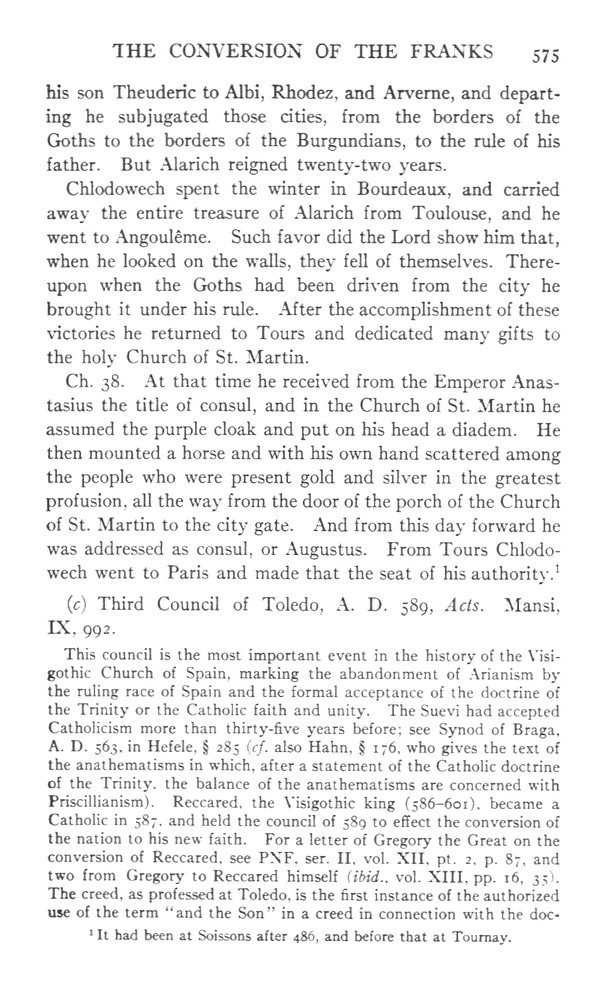 THE CONVERSION OF THE FRANKS 575
his son Theuderic to Albi, Rhodez, and Arverne, and depart-
ing he subjugated those cities, from the borders of the
Goths to the borders of the Burgundians, to the rule of his
father. But Alarich reigned twenty-two years.
Chlodowech spent the winter in Bourdeaux, and carried
away the entire treasure of Alarich from Toulouse, and he
went to Angoulême. Such favor did the Lord show him that,
when he looked on the walls, they fell of themselves. There-
upon when the Goths had been driven from the city he
brought it under his rule. After the accomplishment of these
victories he returned to Tours and dedicated many gifts to
the holy Church of St. Martin.
Ch. 38. At that time he received from the Emperor Anas-
tasius the title of consul, and in the Church of St. Martin he
assumed the purple cloak and put on his head a diadem. He
then mounted a horse and with his own hand scattered among
the people who were present gold and silver in the greatest
profusion, all the way from the door of the porch of the Church
of St. Martin to the city gate. And from this day forward he
was addressed as consul, or Augustus. From Tours Chlodo-
wech went to Paris and made that the seat of his authority.¹
(c) Third Council of Toledo, A. D. 589, Acts. Mansi,
IX, 992.
This council is the most important event in the history of the Visi-
gothic Church of Spain, marking the abandonment of Arianism by
the ruling race of Spain and the formal acceptance of the doctrine of
the Trinity or the Catholic faith and unity. The Suevi had accepted
Catholicism more than thirty-five years before; see Synod of Braga,
A. D. 563, in Hefele, § 285 (cf. also Hahn, § 176, who gives the text of
the anathematisms in which, after a statement of the Catholic doctrine
of the Trinity, the balance of the anathematisms are concerned with
Priscillianism). Reccared, the Visigothic king (586–601), became a
Catholic in 587, and held the council of 589 to effect the conversion of
the nation to his new faith. For a letter of Gregory the Great on the
conversion of Reccared, see PNF, ser. II, vol. XII, pt. 2, p. 87, and
two from Gregory to Reccared himself (ibid., vol. XIII, pp. 16, 35).
The creed, as professed at Toledo, is the first instance of the authorized
use of the term "and the Son" in a creed in connection with the doc-
¹ It had been at Soissons after 486, and before that at Tournay.